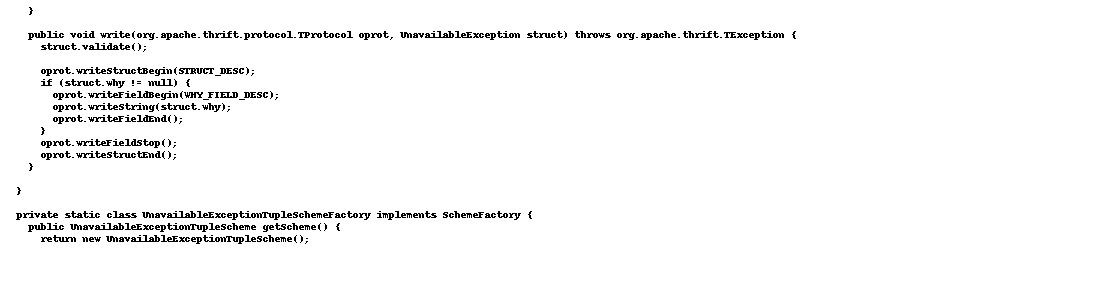 }

    public void write(org.apache.thrift.protocol.TProtocol oprot, UnavailableException struct) throws org.apache.thrift.TException {
      struct.validate();

      oprot.writeStructBegin(STRUCT_DESC);
      if (struct.why != null) {
        oprot.writeFieldBegin(WHY_FIELD_DESC);
        oprot.writeString(struct.why);
        oprot.writeFieldEnd();
      }
      oprot.writeFieldStop();
      oprot.writeStructEnd();
    }

  }

  private static class UnavailableExceptionTupleSchemeFactory implements SchemeFactory {
    public UnavailableExceptionTupleScheme getScheme() {
      return new UnavailableExceptionTupleScheme();